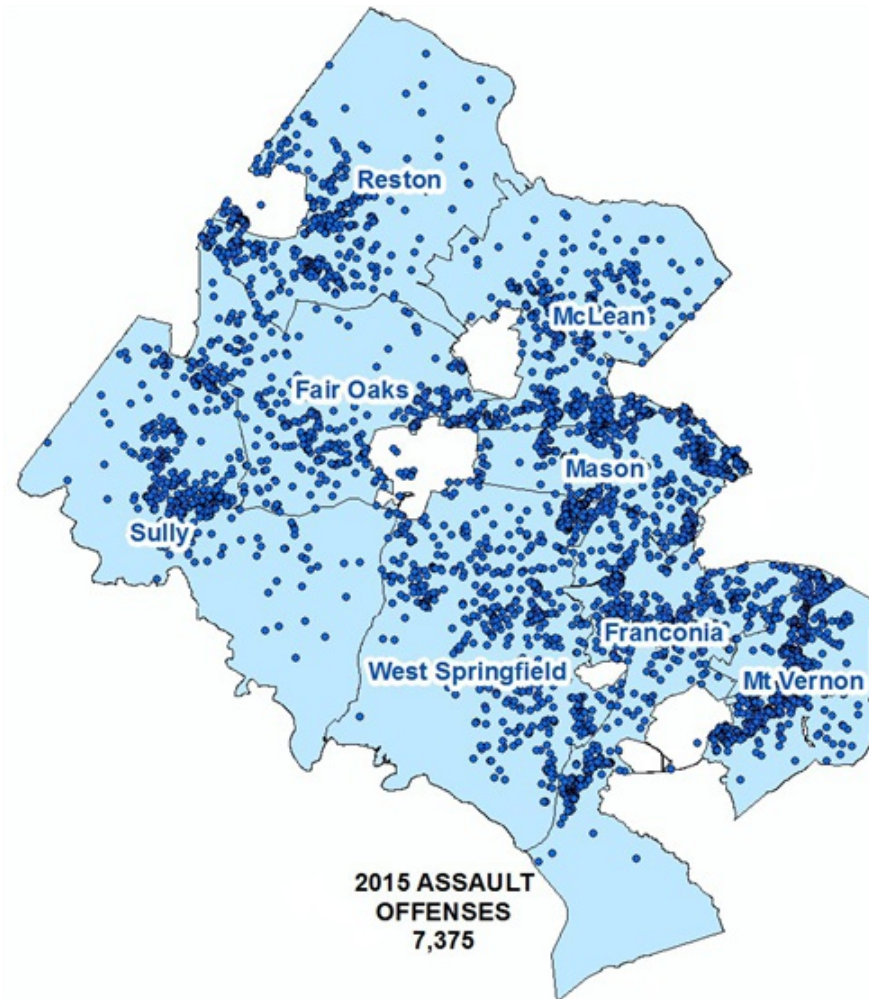 Reston
McLean
Fair Oaks
Mason
Sully
Franconia
West Springfield
Mt Vernon
2015 ASSAULT
OFFENSES
7,375